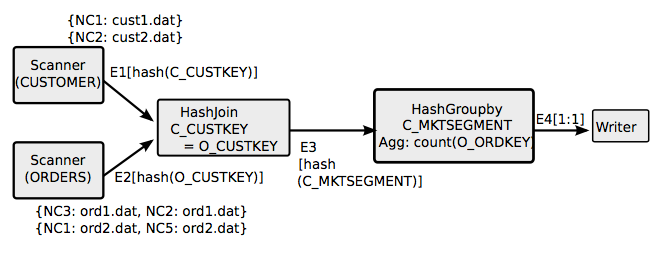 {NC1: cust1.dat}
{NC2: cust2.dat}
Scanner
(CUSTOMER)
E1[hash(C_CUSTKEY)]
HashJoin
C_CUSTKEY
= O_CUSTKEY
Scanner
(ORDERS)
E2[hash(O_CUSTKEY)]
{NC3: ord1.dat, NC2: ord1.dat}
{NC1: ord2.dat, NC5: ord2.dat}
E3
[hash
(C_MKTSEGMENT)]
HashGroupby
C_MKTSEGMENT
Agg: count(O_ORDKEY)
E4[1:1]
Writer